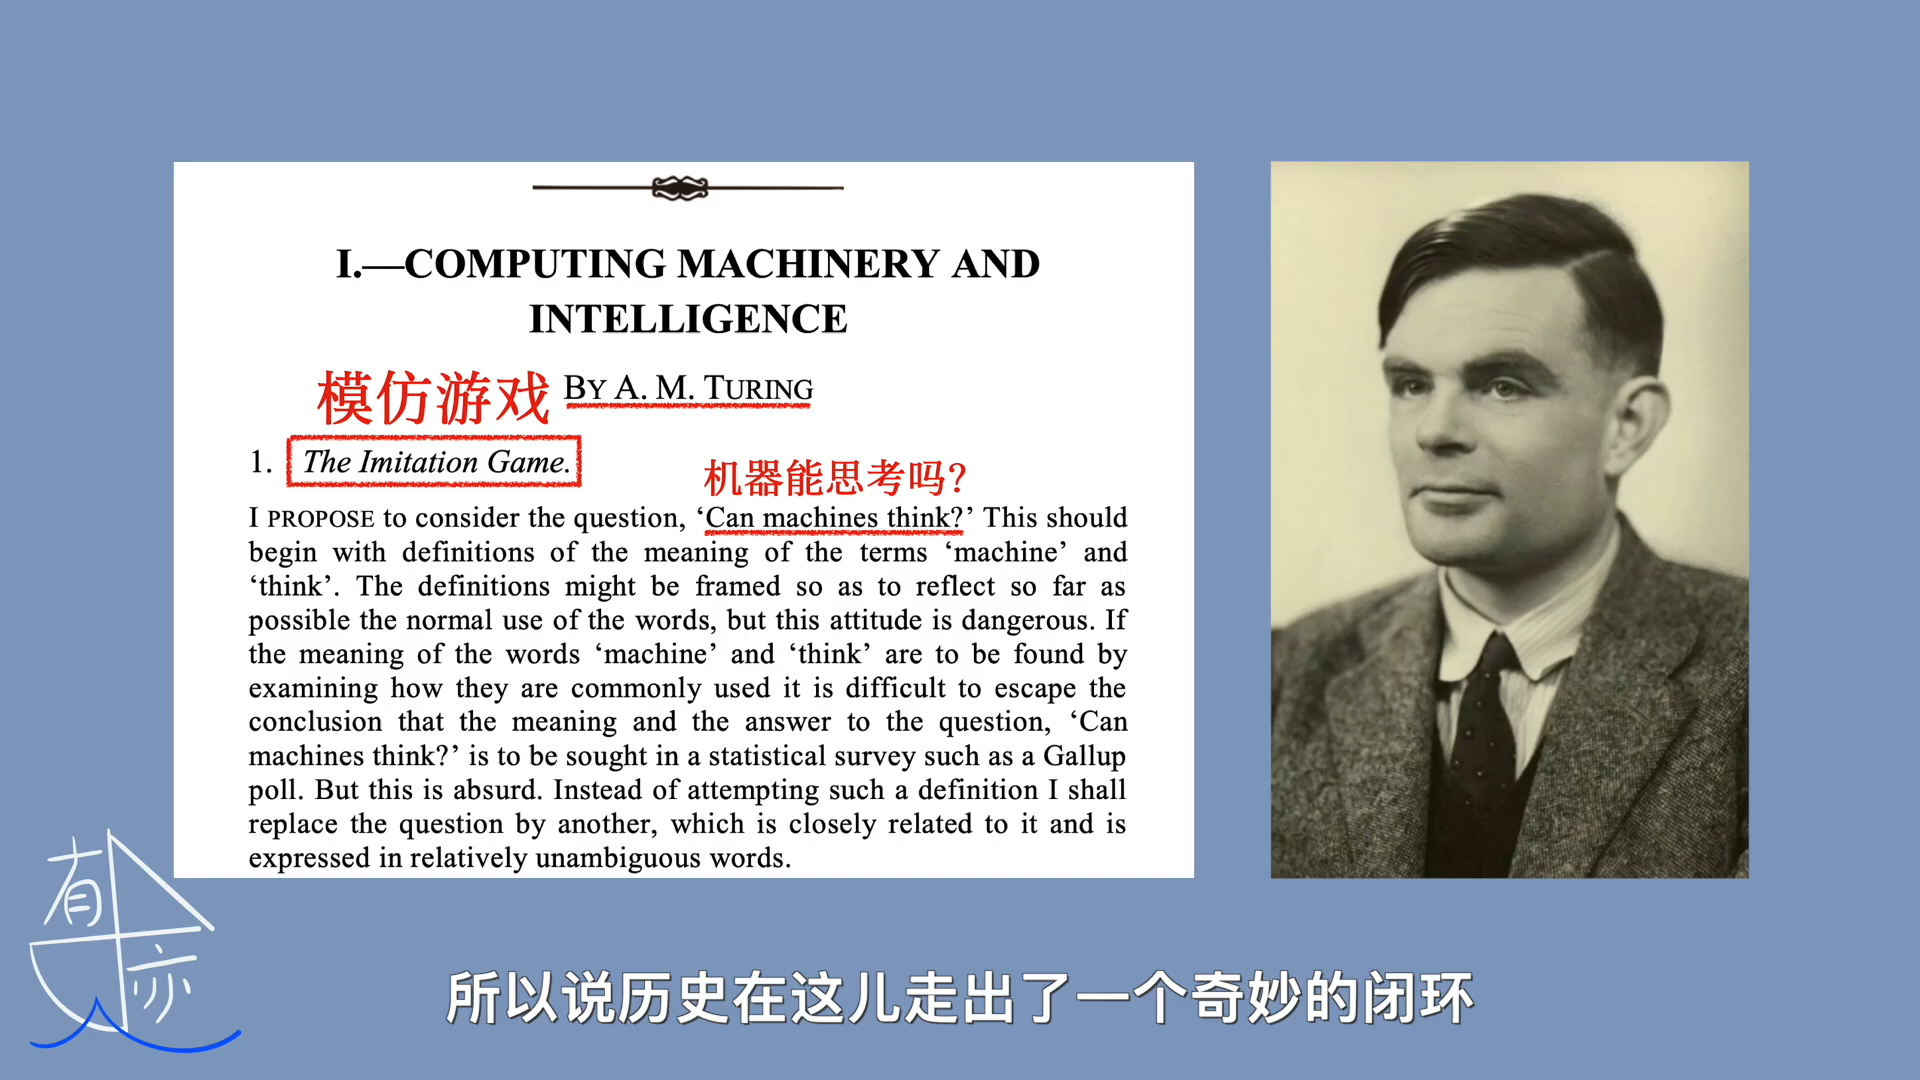 I.—COMPUTING MACHINERY AND
INTELLIGENCE
模仿游戏 BY A. M. TURING
1. The Imitation Game.
机器能思考吗?
I PROPOSE to consider the question, ‘Can machines think?’ This should
begin with definitions of the meaning of the terms ‘machine’ and
‘think’. The definitions might be framed so as to reflect so far as
possible the normal use of the words, but this attitude is dangerous. If
the meaning of the words ‘machine’ and ‘think’ are to be found by
examining how they are commonly used it is difficult to escape the
conclusion that the meaning and the answer to the question, ‘Can
machines think?’ is to be sought in a statistical survey such as a Gallup
poll. But this is absurd. Instead of attempting such a definition I shall
replace the question by another, which is closely related to it and is
expressed in relatively unambiguous words.
有
亦
所以说历史在这儿走出了一个奇妙的闭环